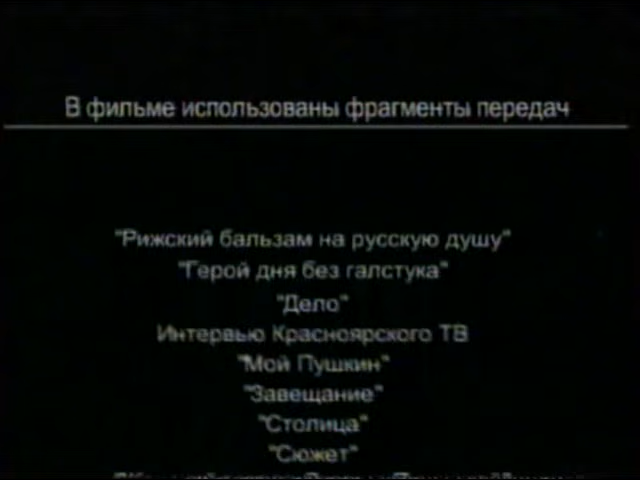 В фильме использованы фрагменты передач
"Рижский бальзам на русскую душу"
"Герой дня без галстука"
"Дело"
Интервью Красноярского ТВ
"Мой Пушкин"
"Завещание"
"Столица"
"Сюжет"